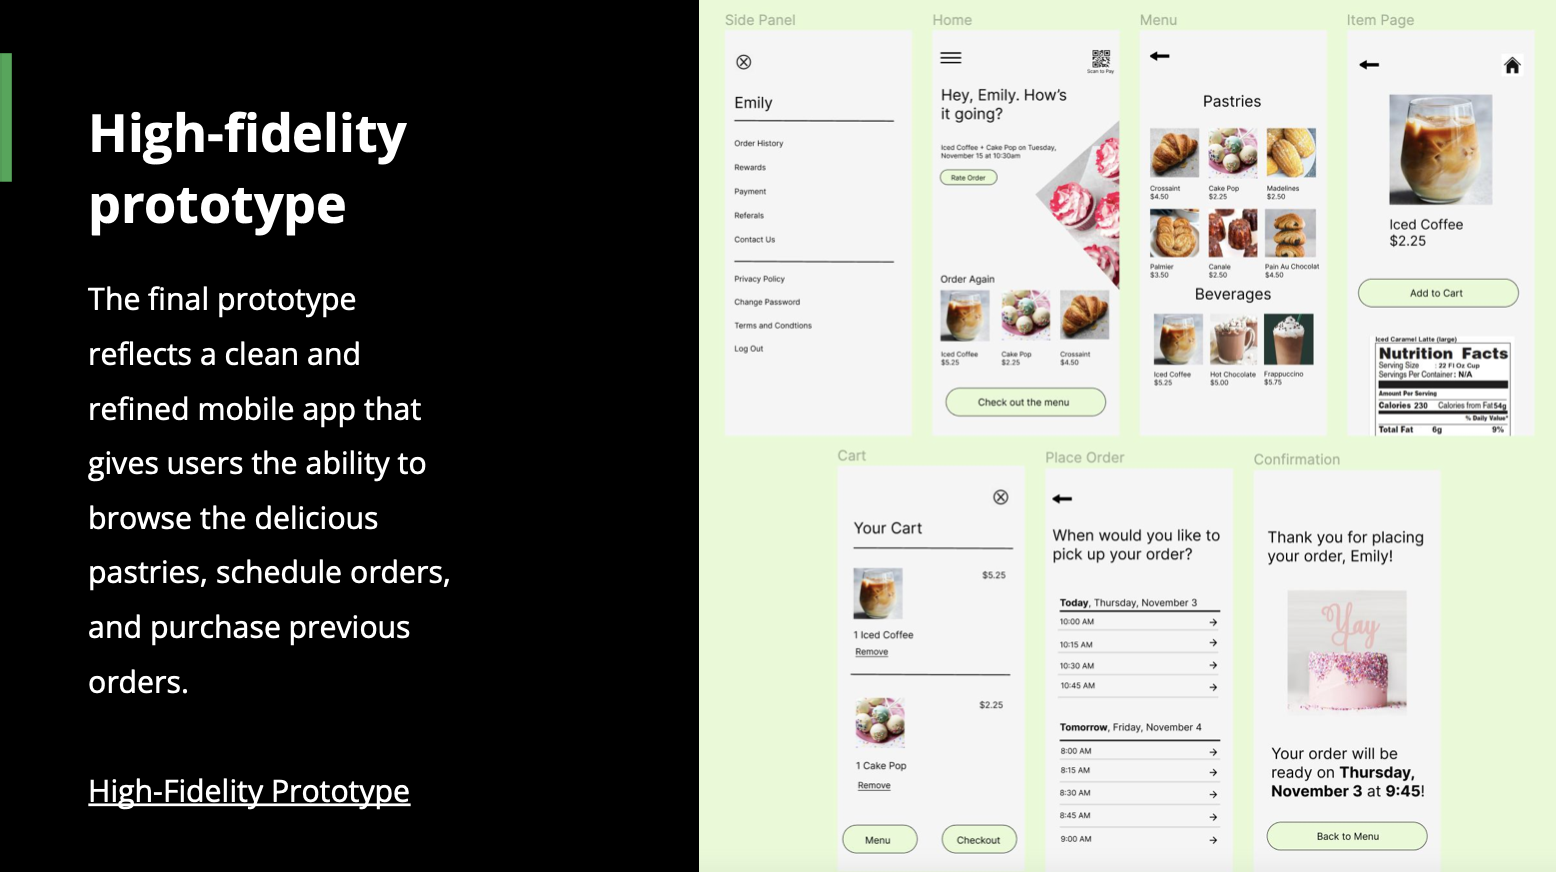 High-fidelity
prototype
The final prototype
reflects a clean and
refined mobile app that
gives users the ability to
browse the delicious
pastries, schedule orders,
and purchase previous
orders.
High-Fidelity Prototype
Side Panel
Emily
Order History
Rewards
Payment
Referals
Contact Us
Privacy Policy
Change Password
Terms and Condtions
Log Out
Home
Scan to Pay
Hey, Emily. How's
it going?
Iced Coffee + Cake Pop on Tuesday,
November 15 at 10:30am
Rate Order
Order Again
Iced Coffee
$5.25
Cake Pop
$2.25
Crossaint
$4.50
Check out the menu
Menu
Pastries
Crossaint
$4.50
Cake Pop
$2.25
Madelines
$2.50
Palmier
$3.50
Canale
$2.50
Pain Au Chocolat
$4.50
Beverages
Iced Coffee
$5.25
Hot Chocolate
$5.00
Frappuccino
$5.75
Item Page
Iced Coffee
$2.25
Add to Cart
Iced Caramel Latte (large)
Nutrition Facts
Serving Size : 22 Fl Oz Cup
Servings Per Container : N/A
Amount Per Serving
Calories 230 Calories from Fat 54g
% Daily Value*
Total Fat 6g 9%
Cart
Your Cart
$5.25
1 Iced Coffee
Remove
$2.25
1 Cake Pop
Remove
Menu
Checkout
Place Order
When would you like to
pick up your order?
Today, Thursday, November 3
10:00 AM
10:15 AM
10:30 AM
10:45 AM
Tomorrow, Friday, November 4
8:00 AM
8:15 AM
8:30 AM
8:45 AM
9:00 AM
Confirmation
Thank you for placing
your order, Emily!
Yay
Your order will be
ready on Thursday,
November 3 at 9:45!
Back to Menu